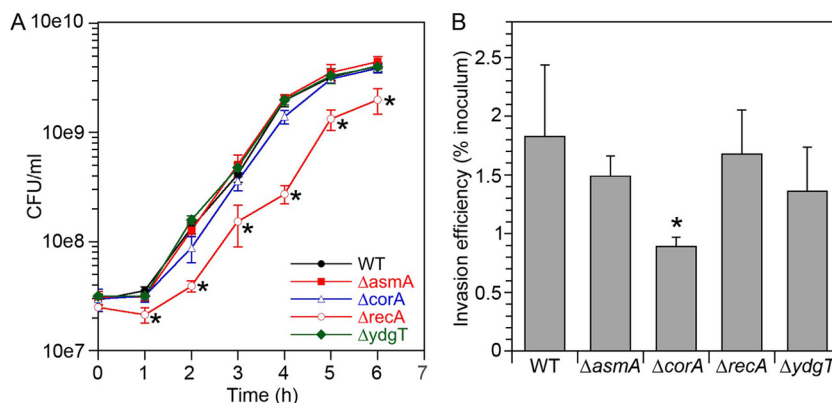 A
10e10
10e9
10e8
10e7
CFU/ml
0 1 2 3 4 5 6 7
Time (h)
WT
ΔasmA
ΔcorA
ΔrecA
ΔydgT
*
*
*
*
*
*
B
2.5
2
1.5
1
0.5
0
Invasion efficiency (% inoculum)
*
WT ΔasmA ΔcorA ΔrecA ΔydgT